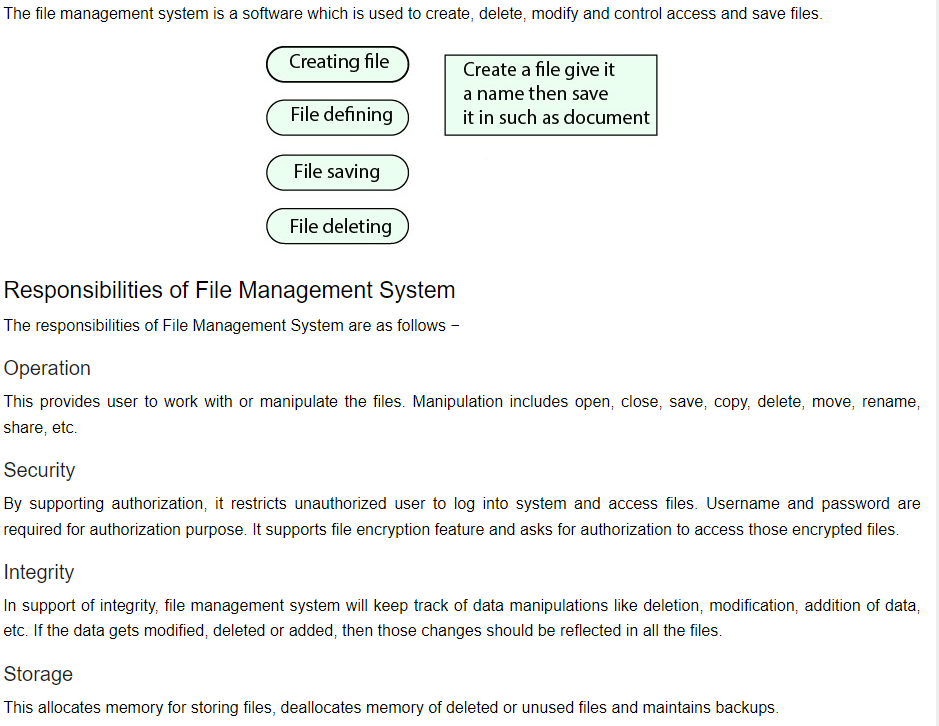 The file management system is a software which is used to create, delete, modify and control access and save files.
Creating file
File defining
File saving
File deleting
Create a file give it
a name then save
it in such as document
Responsibilities of File Management System
The responsibilities of File Management System are as follows −
Operation
This provides user to work with or manipulate the files. Manipulation includes open, close, save, copy, delete, move, rename,
share, etc.
Security
By supporting authorization, it restricts unauthorized user to log into system and access files. Username and password are
required for authorization purpose. It supports file encryption feature and asks for authorization to access those encrypted files.
Integrity
In support of integrity, file management system will keep track of data manipulations like deletion, modification, addition of data,
etc. If the data gets modified, deleted or added, then those changes should be reflected in all the files.
Storage
This allocates memory for storing files, deallocates memory of deleted or unused files and maintains backups.